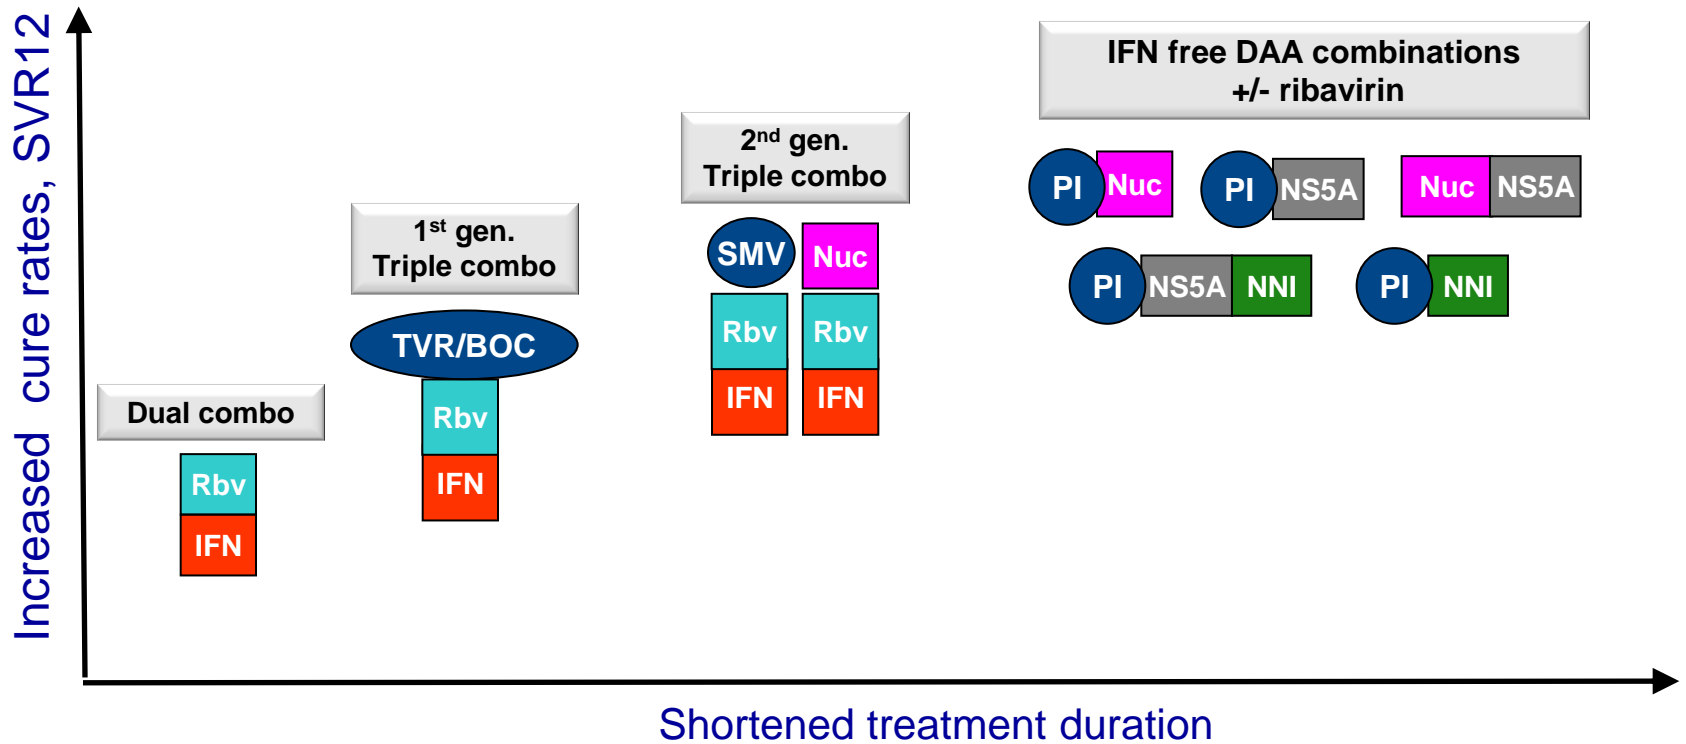 Increased cure rates, SVR12
Dual combo
Rbv
IFN
1st gen.
Triple combo
TVR/BOC
Rbv
IFN
2nd gen.
Triple combo
SMV Nuc
Rbv Rbv
IFN IFN
IFN free DAA combinations
+/- ribavirin
PI Nuc PI NS5A Nuc NS5A
PI NS5A NNI PI NNI
Shortened treatment duration